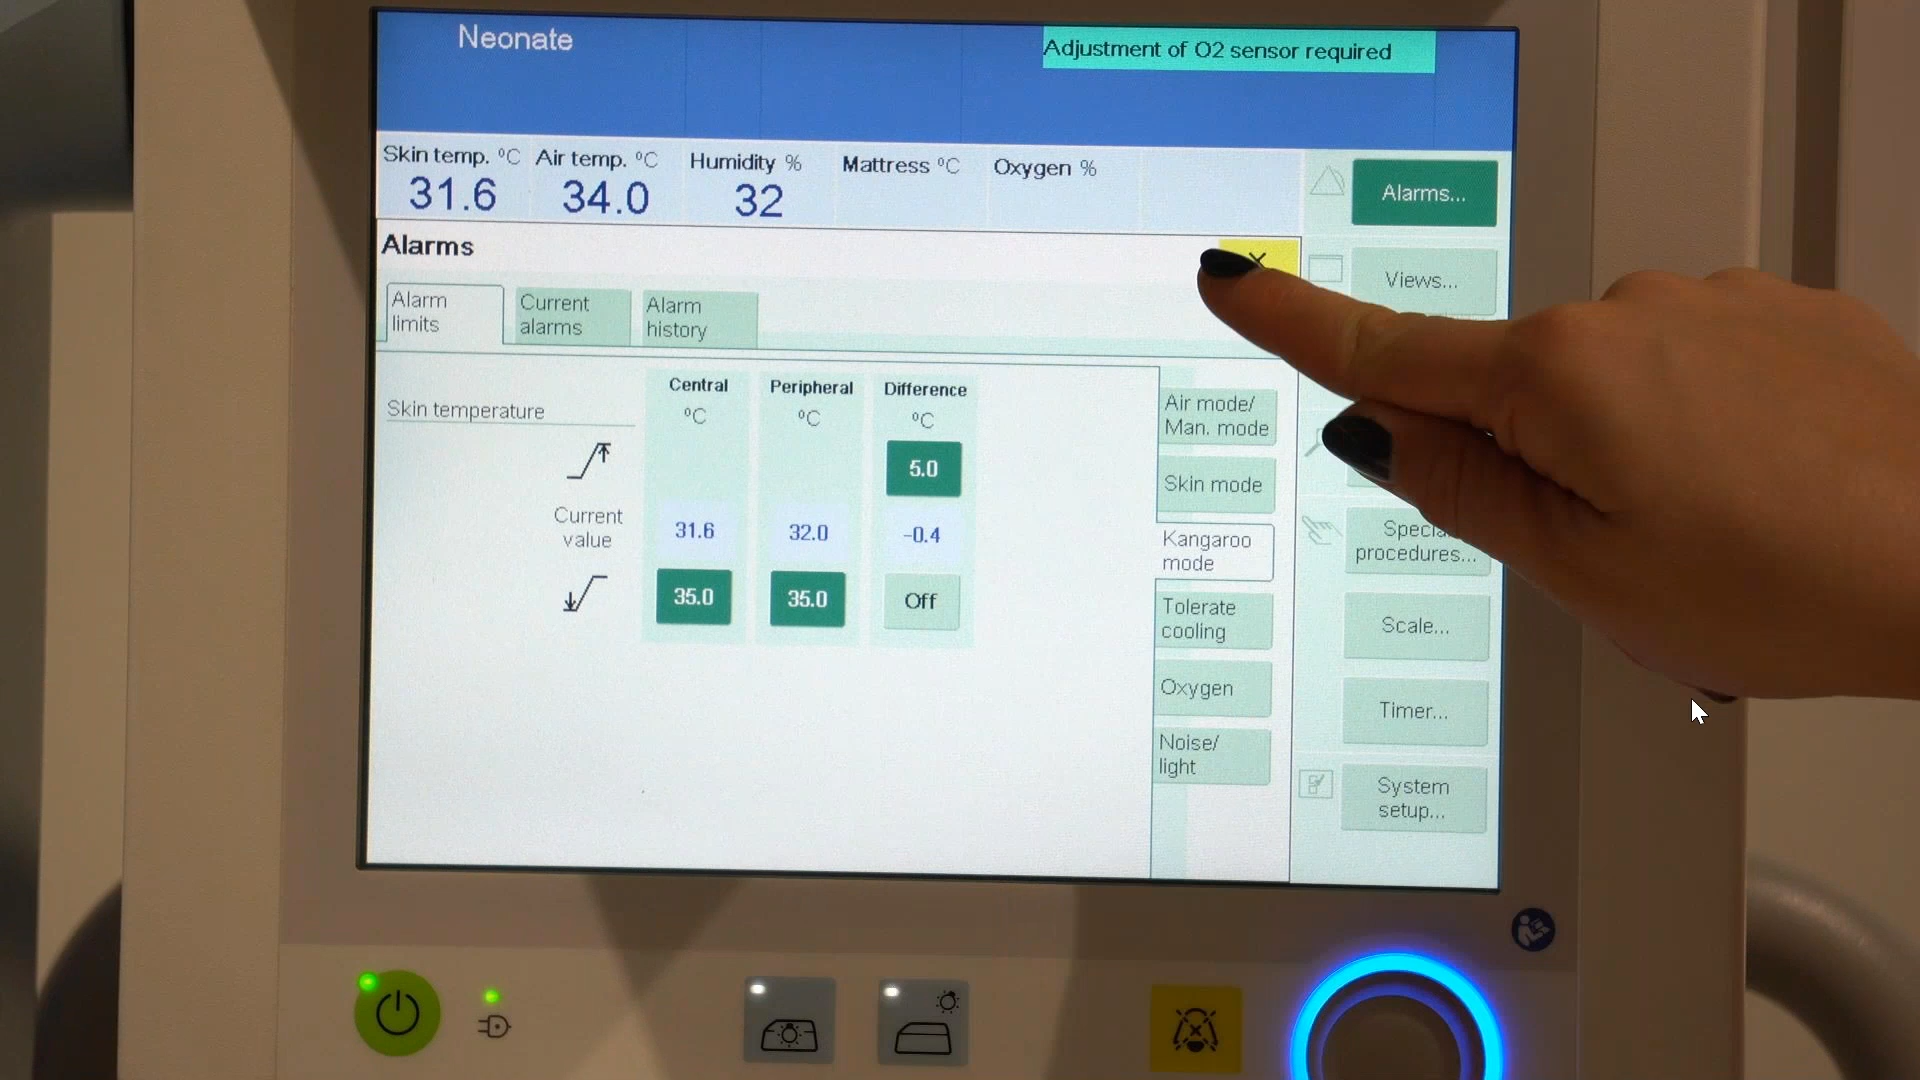 Neonate
Adjustment of O2 sensor required
Skin temp. °C Air temp. °C Humidity % Mattress °C Oxygen %
31.6 34.0 32
Alarms...
Alarms
×
Views...
Alarm limits
Current alarms
Alarm history
Central Peripheral Difference
°C °C °C
Skin temperature
5.0
Current value
31.6 32.0 -0.4
35.0 35.0 Off
Air mode/
Man. mode
Skin mode
Kangaroo
mode
Tolerate
cooling
Oxygen
Noise/
light
procedures...
Scale...
Timer...
System
setup...